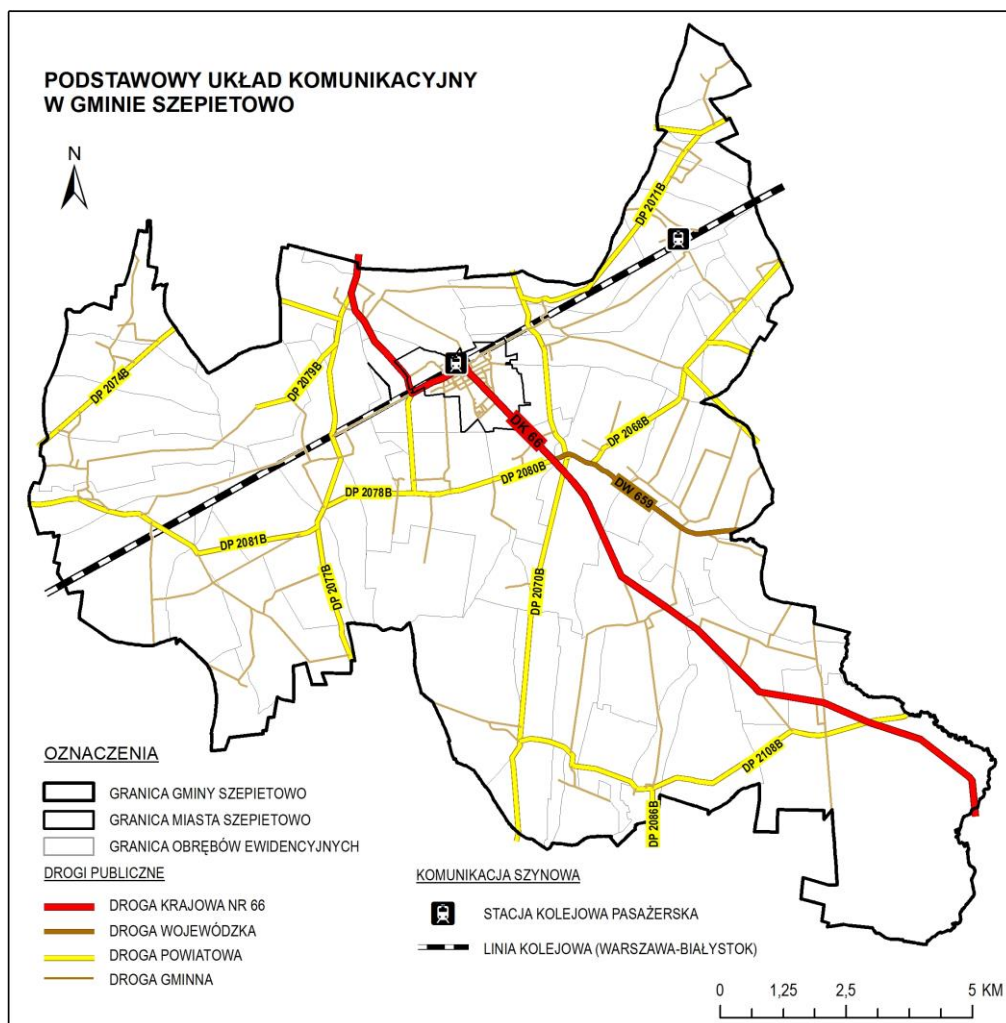 PODSTAWOWY UKŁAD KOMUNIKACYJNY
W GMINIE SZEPIETOWO
N
DP 2071B
DP 2074B
DP 2079B
DK 66
DP 2068B
DP 2080B
DP 2078B
DW 659
DP 2081B
DP 2077B
DP 2070B
DP 2108B
DP 2086B
OZNACZENIA
GRANICA GMINY SZEPIETOWO
GRANICA MIASTA SZEPIETOWO
GRANICA OBRĘBÓW EWIDENCYJNYCH
DROGI PUBLICZNE
DROGA KRAJOWA NR 66
DROGA WOJEWÓDZKA
DROGA POWIATOWA
DROGA GMINNA
KOMUNIKACJA SZYNOWA
STACJA KOLEJOWA PASAŻERSKA
LINIA KOLEJOWA (WARSZAWA-BIAŁYSTOK)
0 1,25 2,5 5 KM